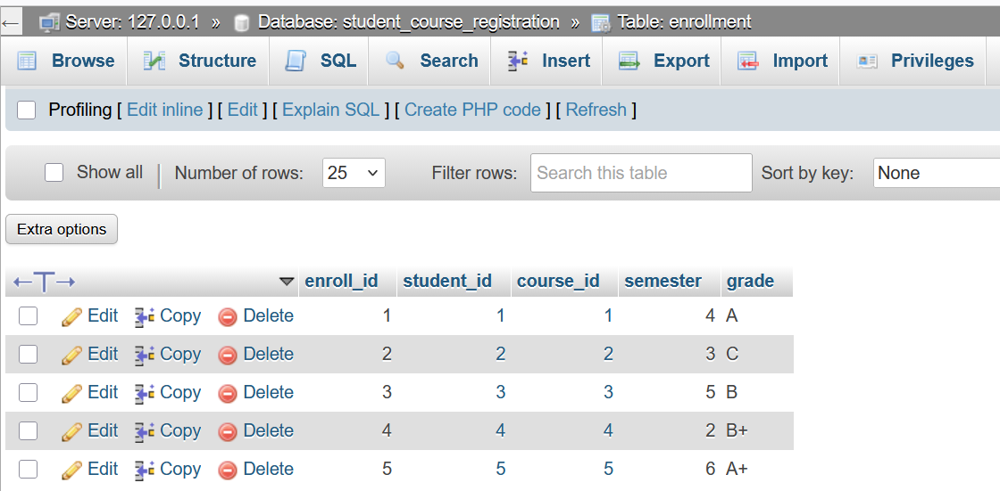 Server: 127.0.0.1 » Database: student_course_registration » Table: enrollment
Browse Structure SQL Search Insert Export Import Privileges
Profiling [ Edit inline ] [ Edit ] [ Explain SQL ] [ Create PHP code ] [ Refresh ]
Show all Number of rows: 25 Filter rows: Search this table Sort by key: None
Extra options
enroll_id student_id course_id semester grade
Edit Copy Delete 1 1 1 4 A
Edit Copy Delete 2 2 2 3 C
Edit Copy Delete 3 3 3 5 B
Edit Copy Delete 4 4 4 2 B+
Edit Copy Delete 5 5 5 6 A+